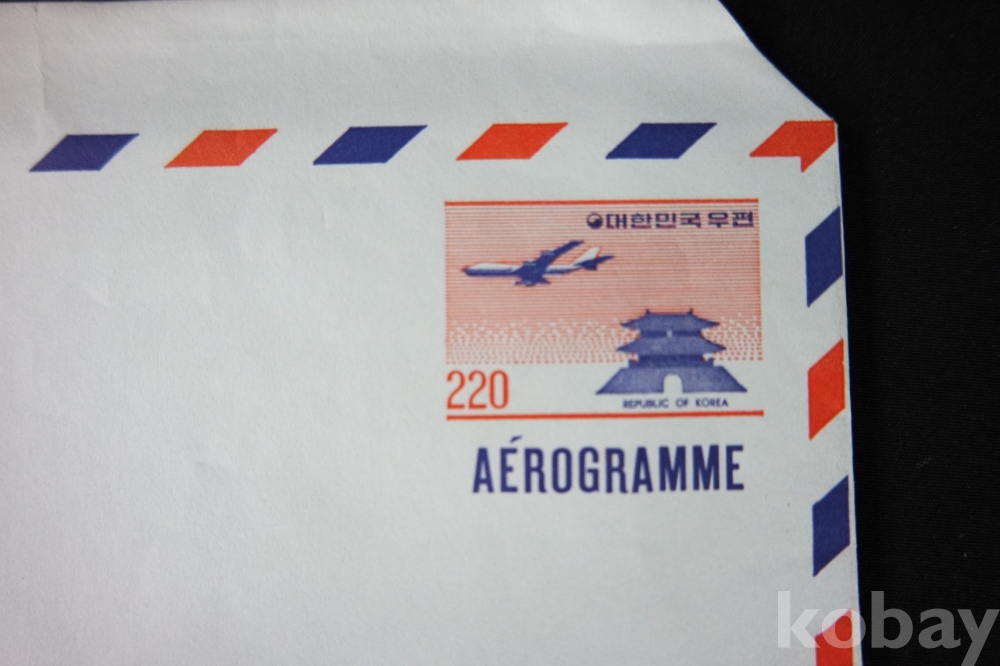 대한민국우편
220
REPUBLIC OF KOREA
AÉROGRAMME
kobay